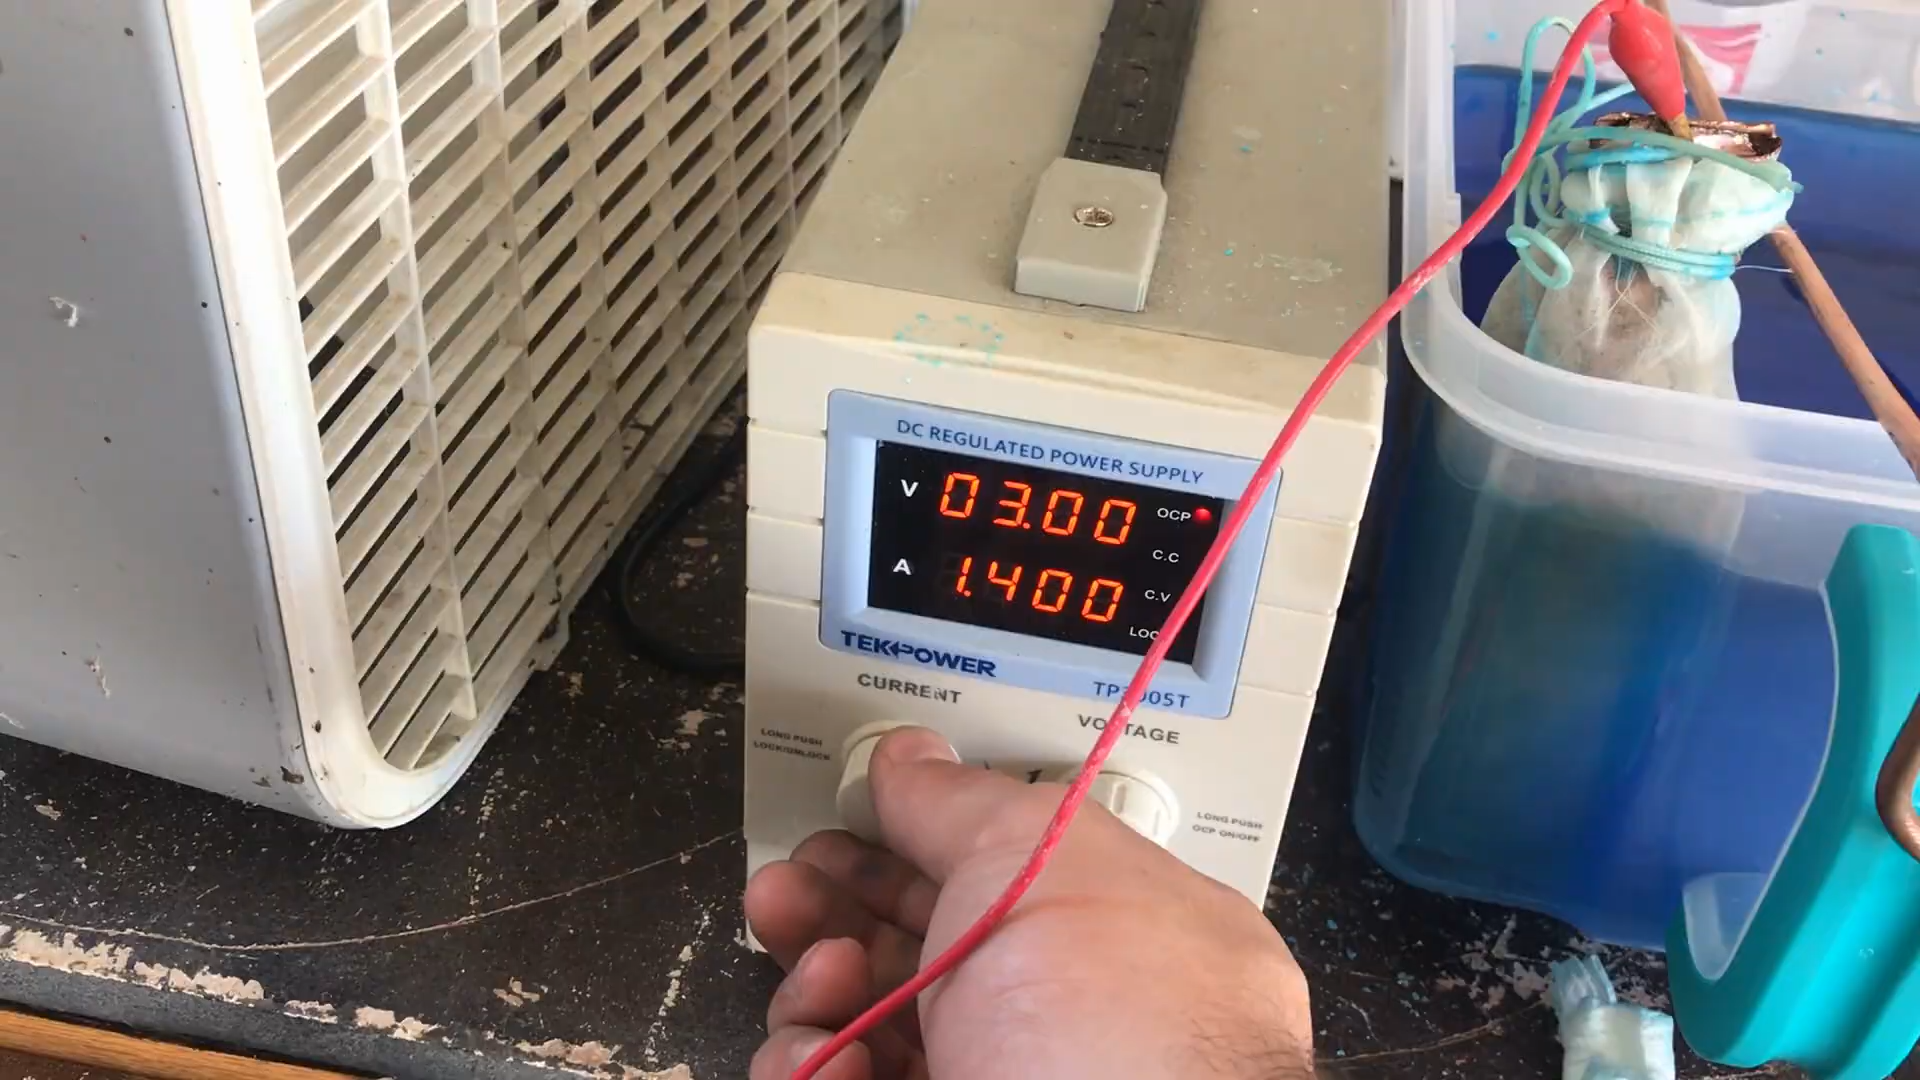 DC REGULATED POWER SUPPLY
V 03.00 OCP
C.C
A 1.400 C.V
TEKPOWER
CURRENT
VOLTAGE
LONG PUSH
LOCK/UNLOCK
LONG PUSH
OCP ON/OFF